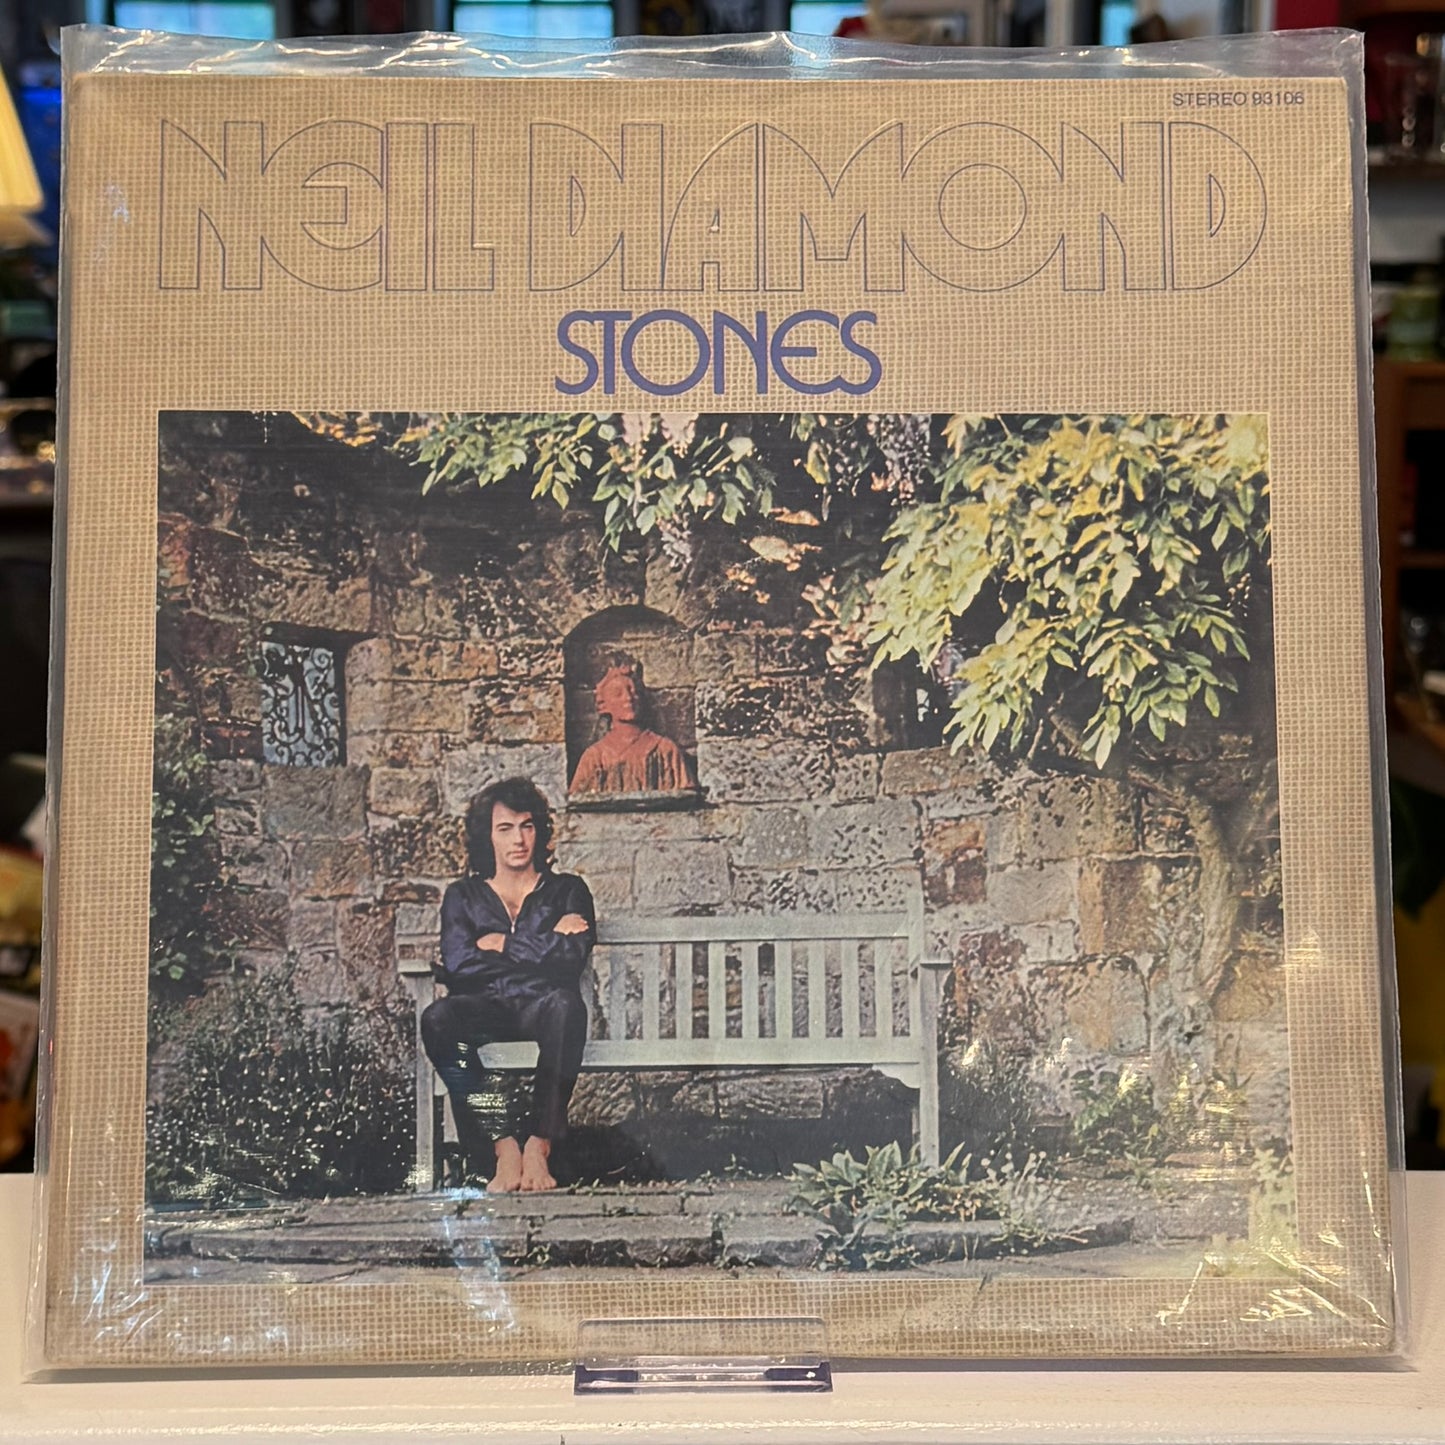 STEREO 93106
NEIL DIAMOND
STONES